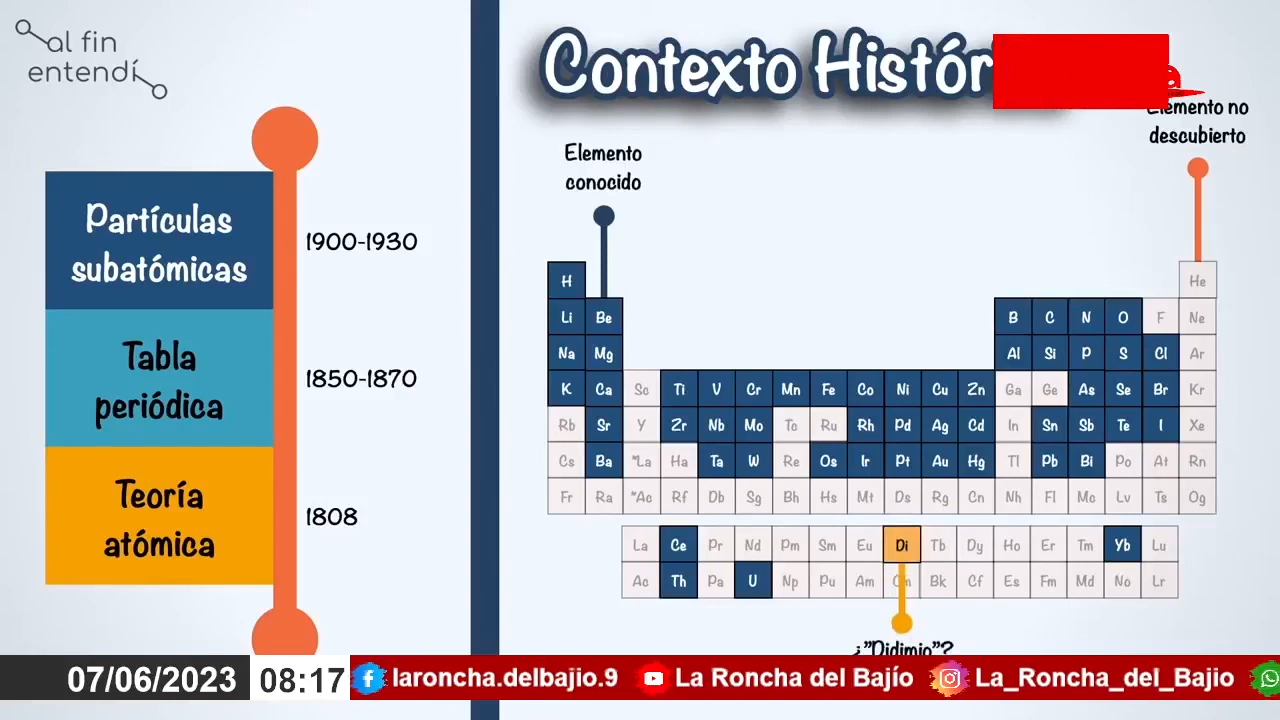 al fin
entendí
Contexto Histór
Elemento no
descubierto
Elemento
conocido
Partículas
subatómicas
1900-1930
Tabla
periódica
1850-1870
Teoría
atómica
1808
H He
Li Be B C N O F Ne
Na Mg Al Si P S Cl Ar
K Ca Sc Ti V Cr Mn Fe Co Ni Cu Zn Ga Ge As Se Br Kr
Rb Sr Y Zr Nb Mo Tc Ru Rh Pd Ag Cd In Sn Sb Te I Xe
Cs Ba *La Ha Ta W Re Os Ir Pt Au Hg Tl Pb Bi Po At Rn
Fr Ra *Ac Rf Db Sg Bh Hs Mt Ds Rg Cn Nh Fl Mc Lv Ts Og
La Ce Pr Nd Pm Sm Eu Di Tb Dy Ho Er Tm Yb Lu
Ac Th Pa U Np Pu Am Cm Bk Cf Es Fm Md No Lr
¿"Didimio"?
07/06/2023 08:17 laroncha.delbajio.9 La Roncha del Bajío La_Roncha_del_Bajio